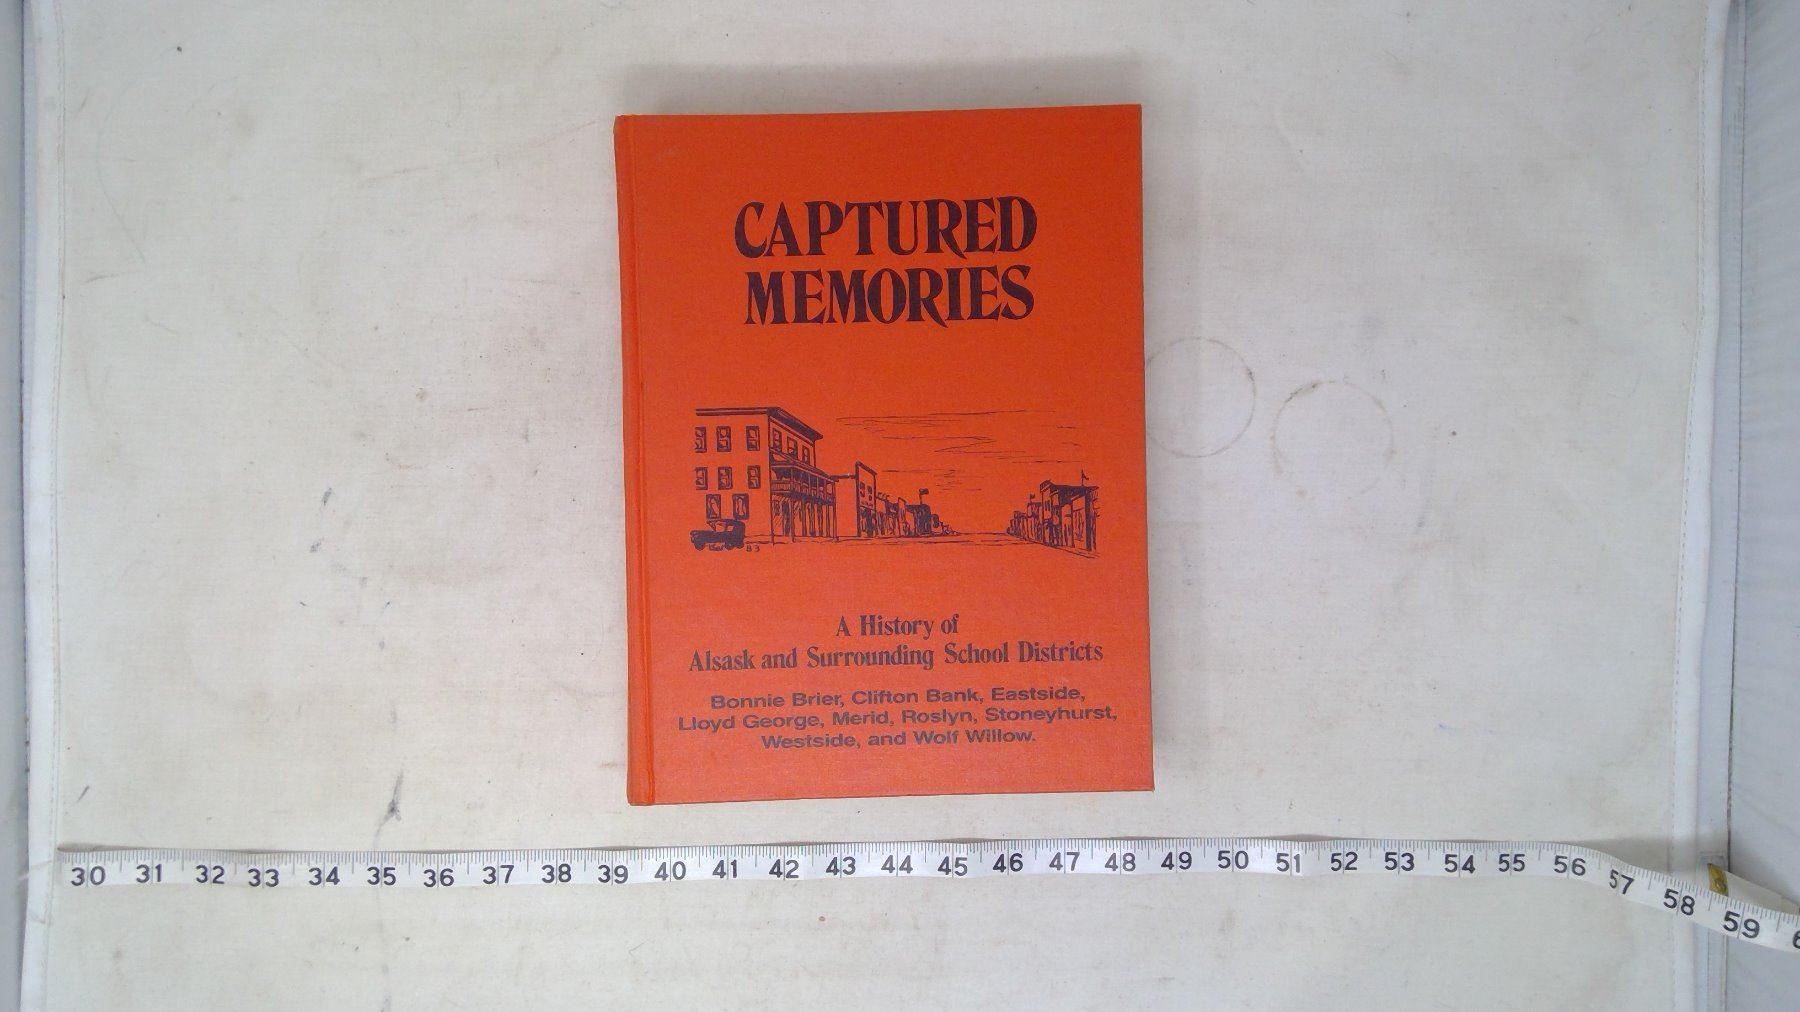 CAPTURED
MEMORIES
83
A History of
Alsask and Surrounding School Districts
Bonnie Brier, Clifton Bank, Eastside,
Lloyd George, Merid, Roslyn, Stoneyhurst,
Westside, and Wolf Willow.
30 31 32 33 34 35 36 37 38 39 40 41 42 43 44 45 46 47 48 49 50 51 52 53 54 55 56 57 58 59